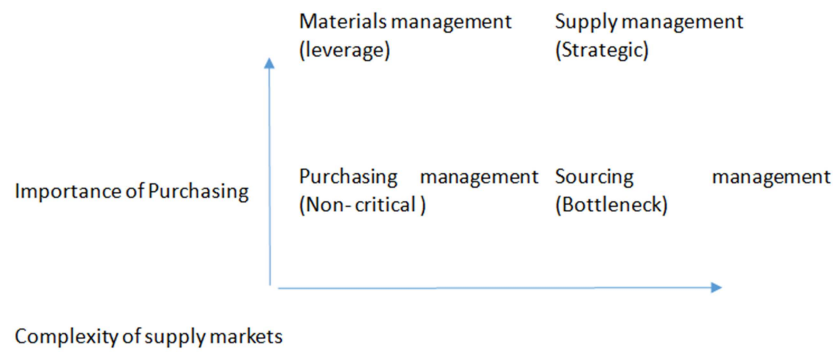 Materials management
(leverage)
Supply management
(Strategic)
Importance of Purchasing
Purchasing management
(Non- critical )
Sourcing management
(Bottleneck)
Complexity of supply markets